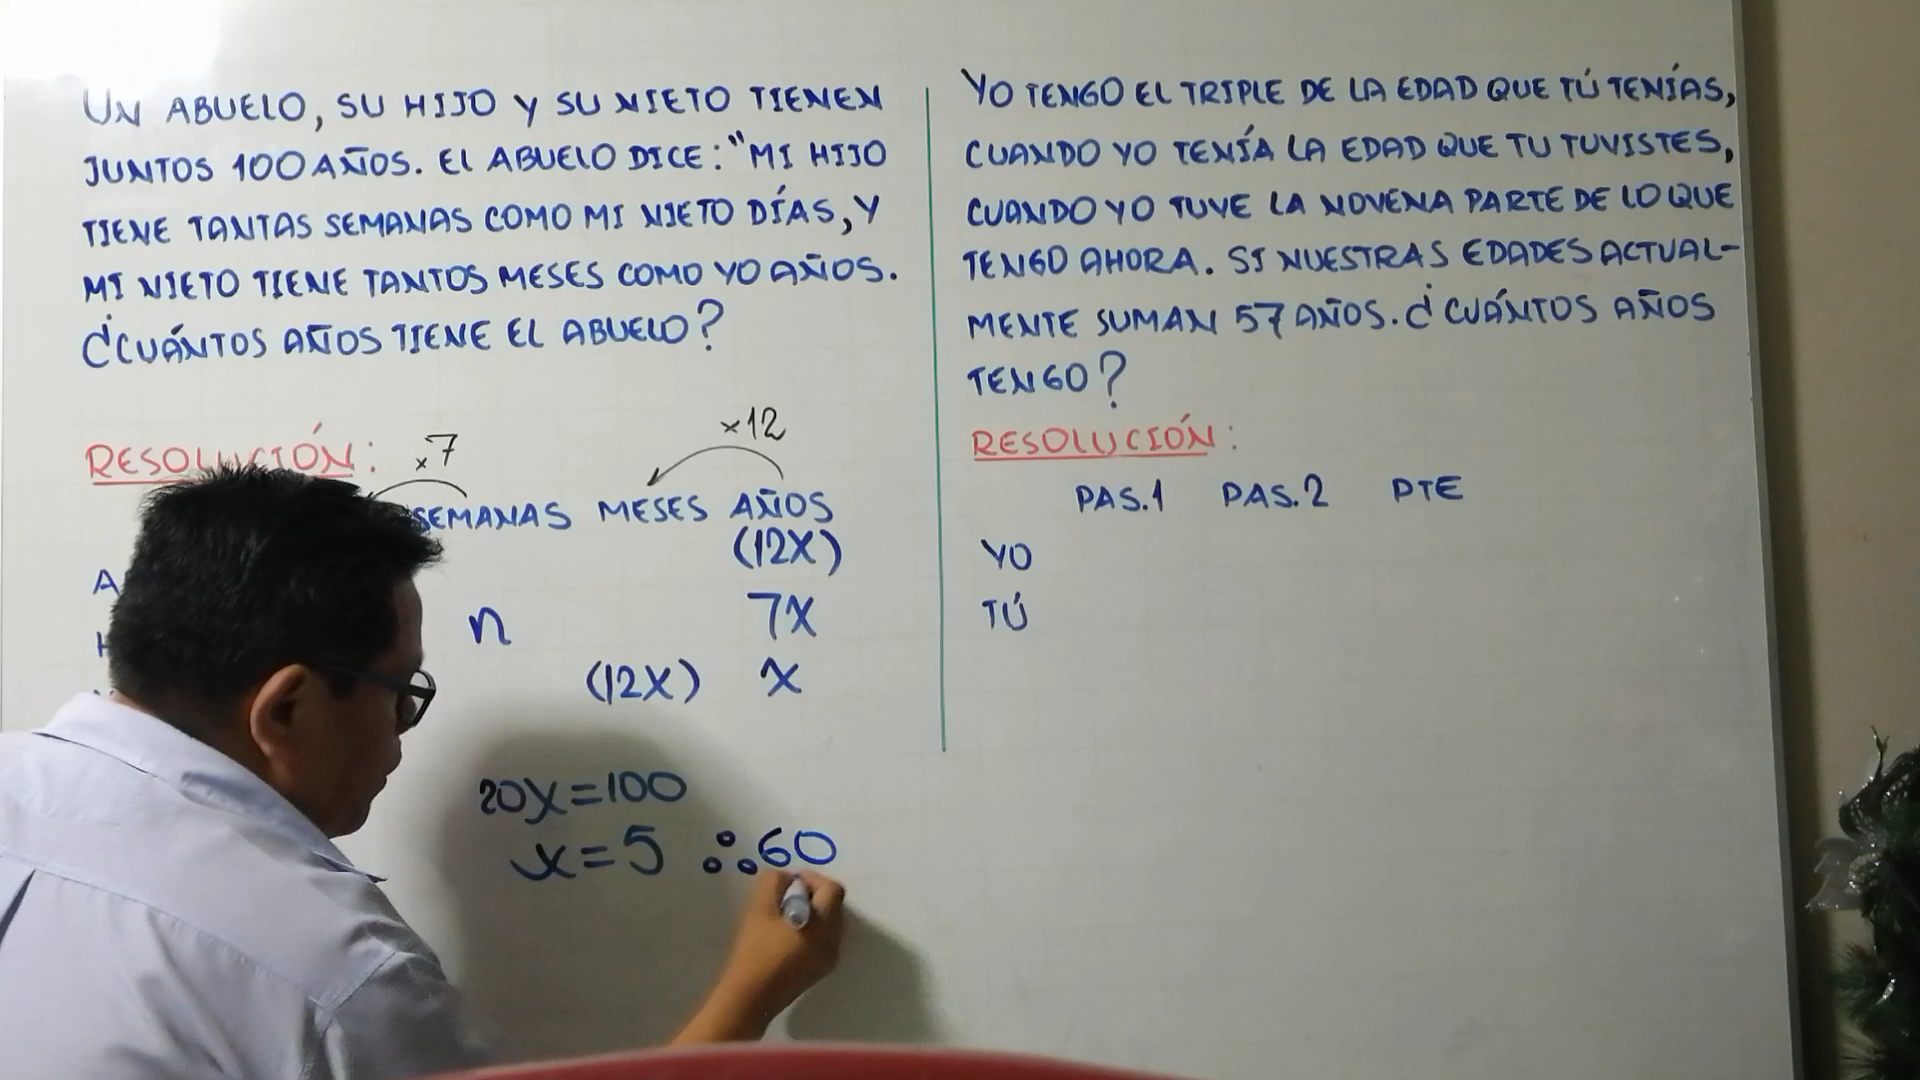 UN ABUELO, SU HIJO Y SU NIETO TIENEN
JUNTOS 100 AÑOS. EL ABUELO DICE: "MI HIJO
TIENE TANTAS SEMANAS COMO MI NIETO DÍAS, Y
MI NIETO TIENE TANTOS MESES COMO YO AÑOS.
¿CUÁNTOS AÑOS TIENE EL ABUELO?
RESOLUCIÓN:
×7
×12
SEMANAS MESES AÑOS
A (12X)
H n 7X
(12X) X
20X=100
X=5 ∴60
YO TENGO EL TRIPLE DE LA EDAD QUE TÚ TENÍAS,
CUANDO YO TENÍA LA EDAD QUE TU TUVISTES,
CUANDO YO TUVE LA NOVENA PARTE DE LO QUE
TENGO AHORA. SI NUESTRAS EDADES ACTUAL-
MENTE SUMAN 57 AÑOS. ¿CUÁNTOS AÑOS
TENGO?
RESOLUCIÓN:
PAS.1 PAS.2 PTE
YO
TÚ